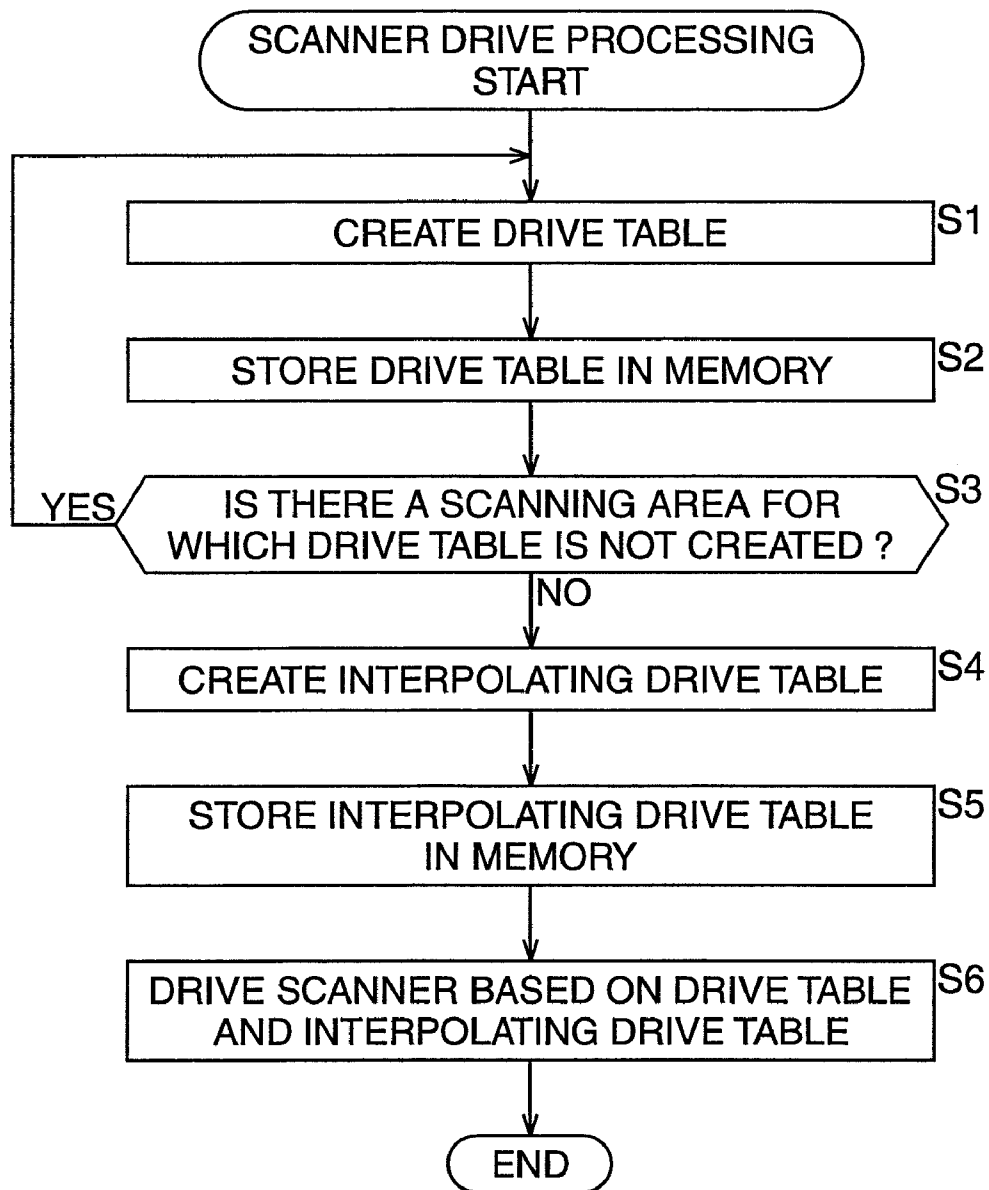 SCANNER DRIVE PROCESSING
START
CREATE DRIVE TABLE
S1
STORE DRIVE TABLE IN MEMORY
S2
IS THERE A SCANNING AREA FOR
WHICH DRIVE TABLE IS NOT CREATED ?
S3
YES
NO
CREATE INTERPOLATING DRIVE TABLE
S4
STORE INTERPOLATING DRIVE TABLE
IN MEMORY
S5
DRIVE SCANNER BASED ON DRIVE TABLE
AND INTERPOLATING DRIVE TABLE
S6
END